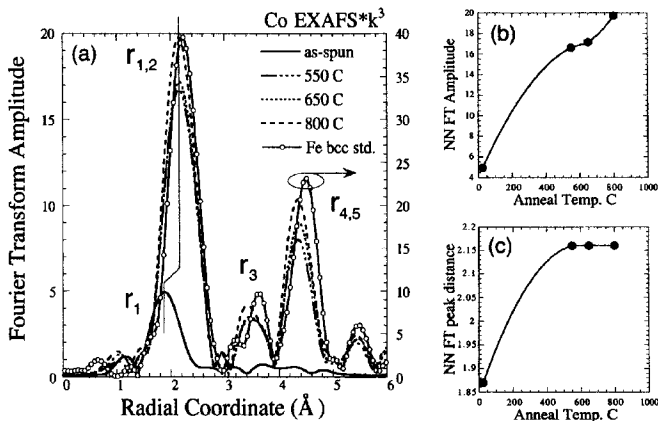 Co EXAFS*k³
(a)
r₁,₂
as-spun
550 C
650 C
800 C
Fe bcc std.
r₄,₅
r₃
r₁
Fourier Transform Amplitude
20
15
10
5
0
40
35
30
25
20
15
10
5
0
0 1 2 3 4 5 6
Radial Coordinate (Å)
(b)
NN FT Amplitude
20
18
16
14
12
10
8
6
4
0 200 400 600 800 1000
Anneal Temp. C
(c)
NN FT peak distance
2.15
2.1
2.05
2
1.95
1.9
1.85
0 200 400 600 800 1000
Anneal Temp. C